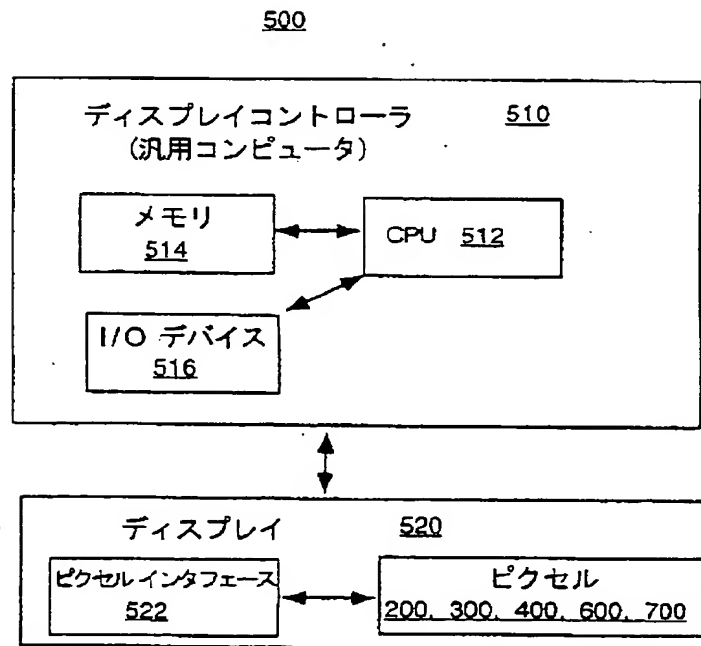 500
ディスプレイコントローラ 510
(汎用コンピュータ)
メモリ
514
CPU 512
I/O デバイス
516
ディスプレイ 520
ピクセル インタフェース
522
ピクセル
200, 300, 400, 600, 700